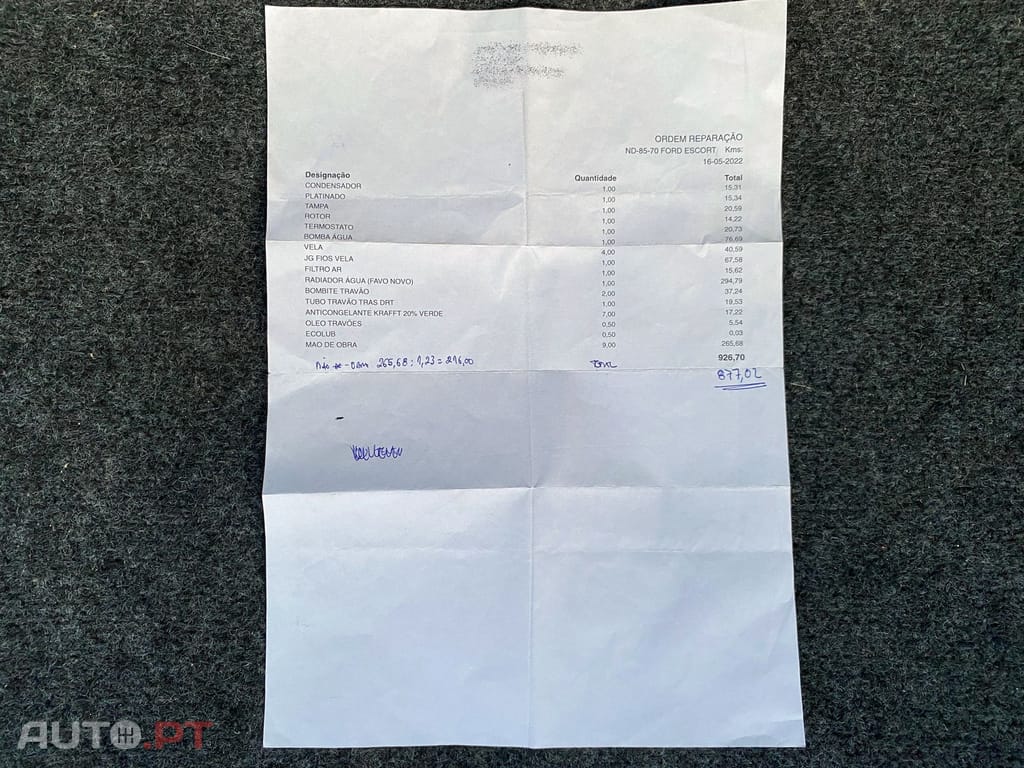 ORDEM REPARAÇÃO
ND-85-70 FORD ESCORT Kms:
16-05-2022
Designação Quantidade Total
CONDENSADOR 1,00 15,31
PLATINADO 1,00 15,34
TAMPA 1,00 20,59
ROTOR 1,00 14,22
TERMOSTATO 1,00 20,73
BOMBA ÁGUA 1,00 76,69
VELA 4,00 40,59
JG FIOS VELA 1,00 67,58
FILTRO AR 1,00 15,62
RADIADOR ÁGUA (FAVO NOVO) 1,00 294,79
BOMBITE TRAVÃO 2,00 37,24
TUBO TRAVÃO TRAS DRT 1,00 19,53
ANTICONGELANTE KRAFFT 20% VERDE 7,00 17,22
OLEO TRAVÕES 0,50 5,54
ECOLUB 0,50 0,03
MAO DE OBRA 9,00 265,68
926,70
265,68 : 1,23 = 216,00 TOTAL
877,02
AUTO.PT